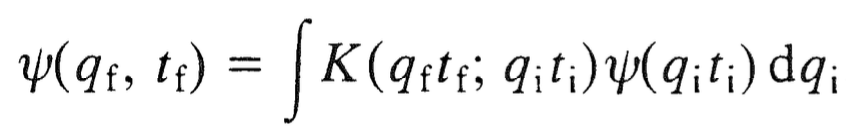 ψ(q_f, t_f) = ∫ K(q_f t_f; q_i t_i)ψ(q_i t_i) dq_i